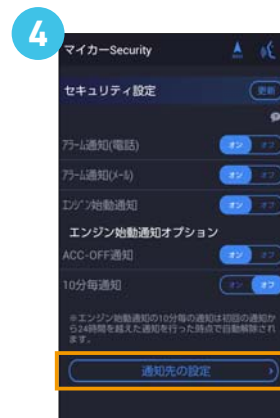 4
マイカーSecurity
セキュリティ設定 更新
アラーム通知(電話) オン オフ
アラーム通知(メール) オン オフ
エンジン始動通知 オン オフ
エンジン始動通知オプション
ACC-OFF通知 オン オフ
10分毎通知 オン オフ
※エンジン始動通知の10分毎の通知は初回の通知か
ら24時間を越えた通知を行った時点で自動解除され
ます。
通知先の設定